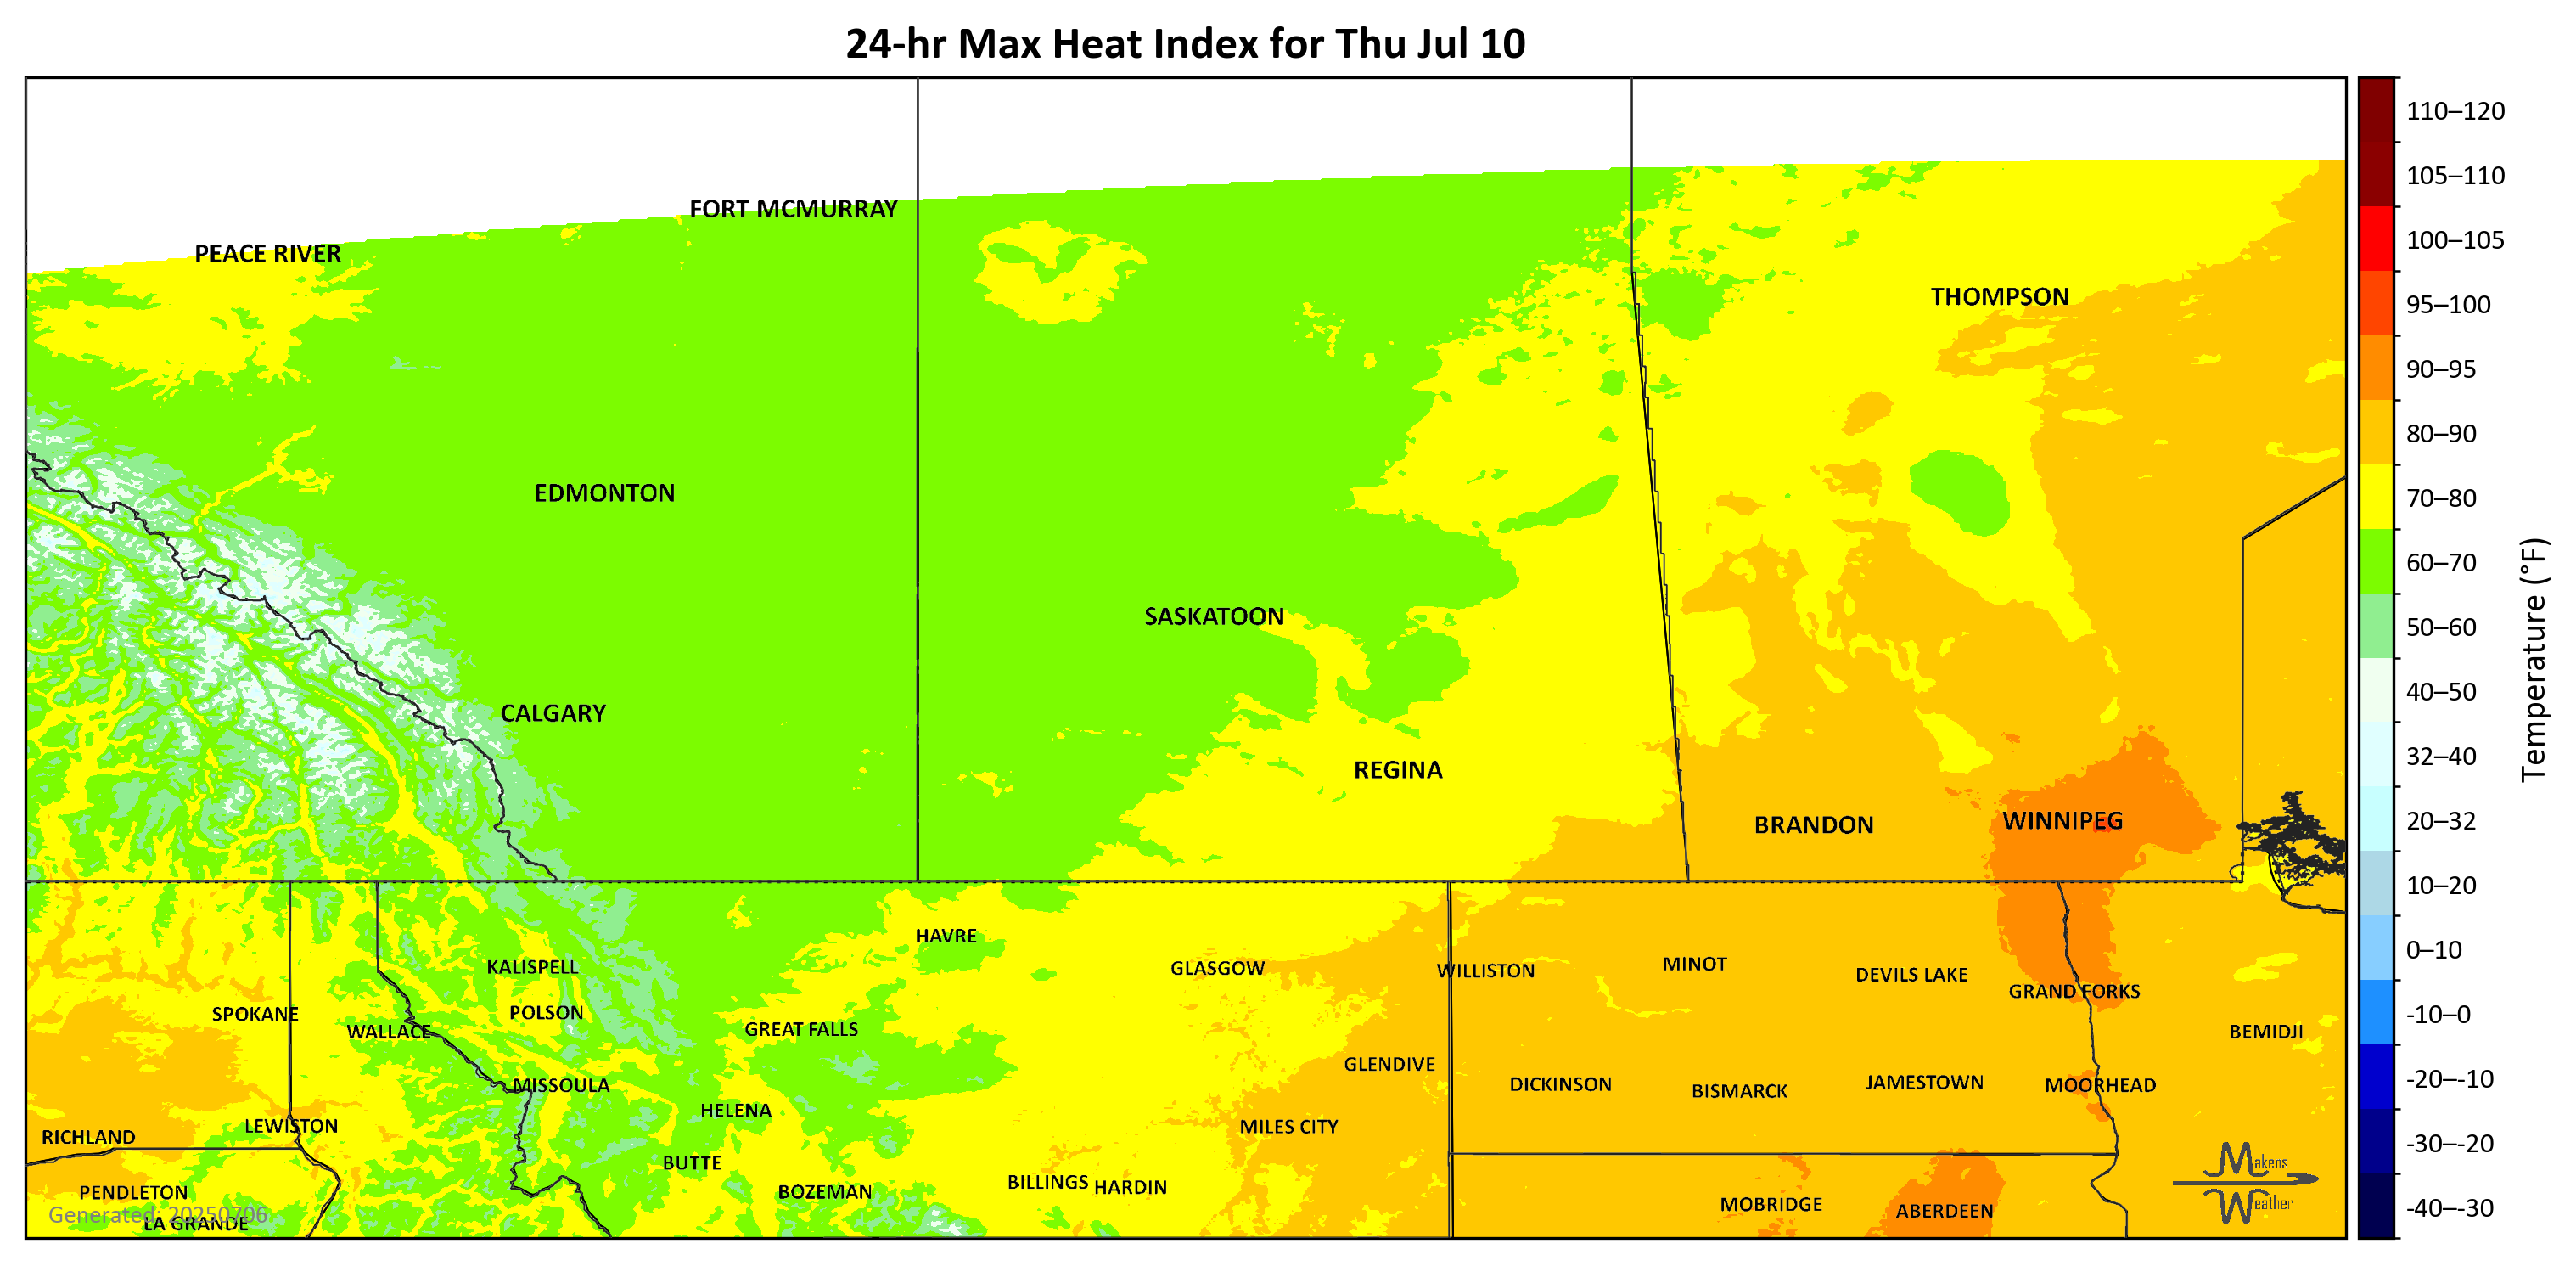 24-hr Max Heat Index for Thu Jul 10
FORT MCMURRAY
PEACE RIVER
THOMPSON
EDMONTON
SASKATOON
CALGARY
REGINA
BRANDON
WINNIPEG
HAVRE
GLASGOW
WILLISTON
MINOT
DEVILS LAKE
GRAND FORKS
KALISPELL
SPOKANE
POLSON
WALLACE
GREAT FALLS
BEMIDJI
GLENDIVE
MISSOULA
DICKINSON
BISMARCK
JAMESTOWN
MOORHEAD
HELENA
LEWISTON
MILES CITY
RICHLAND
BUTTE
PENDLETON
BOZEMAN
BILLINGS
HARDIN
MOBRIDGE
ABERDEEN
Generated: 20250706
LA GRANDE
Makens
Weather
110–120
105–110
100–105
95–100
90–95
80–90
70–80
60–70
50–60
40–50
32–40
20–32
10–20
0–10
-10–0
-20–-10
-30–-20
-40–-30
Temperature (°F)